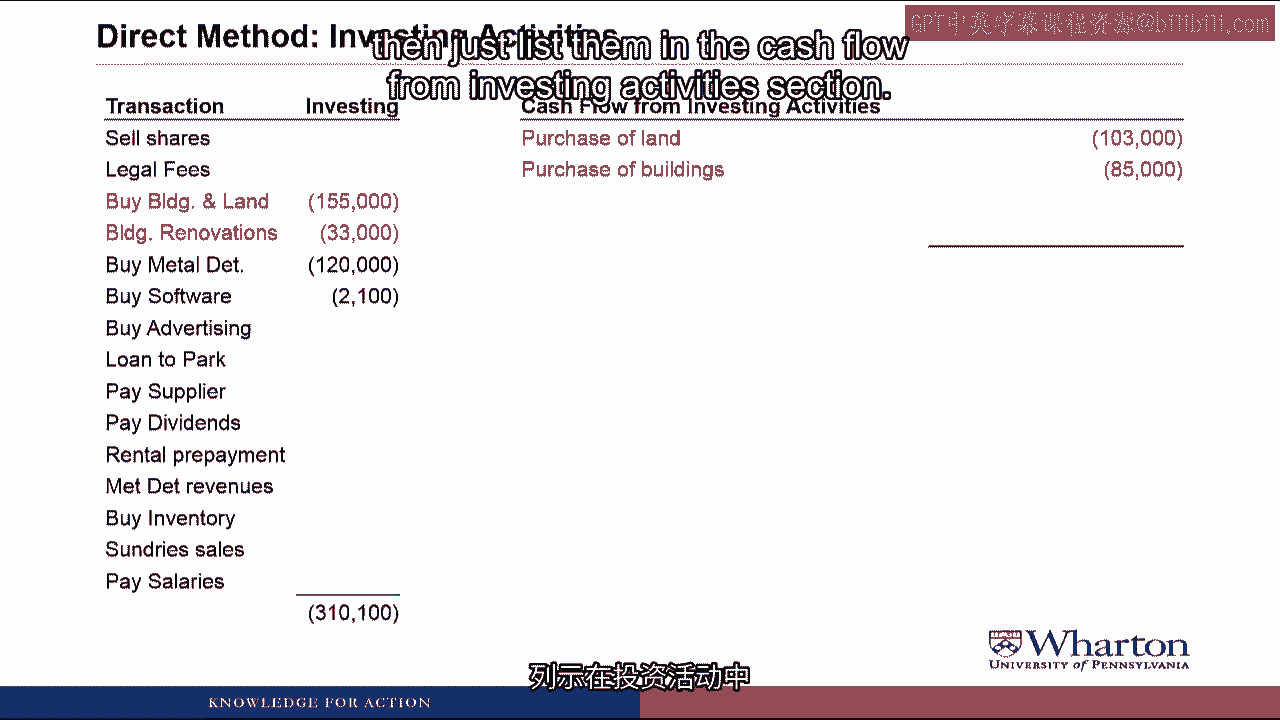 GPT中英字幕课程资源@bilibili.com
Direct Method: Investing Activities
then just list them in the cash flow
from investing activities section.
Transaction Investing
Cash Flow from Investing Activities
Sell shares
Purchase of land (103,000)
Legal Fees
Purchase of buildings (85,000)
Buy Bldg. & Land (155,000)
Bldg. Renovations (33,000)
Buy Metal Det. (120,000)
Buy Software (2,100)
Buy Advertising
Loan to Park
Pay Supplier
Pay Dividends
Rental prepayment
Met Det revenues
Buy Inventory
Sundries sales
Pay Salaries
(310,100)
Wharton
UNIVERSITY of PENNSYLVANIA
列示在投资活动中
KNOWLEDGE FOR ACTION